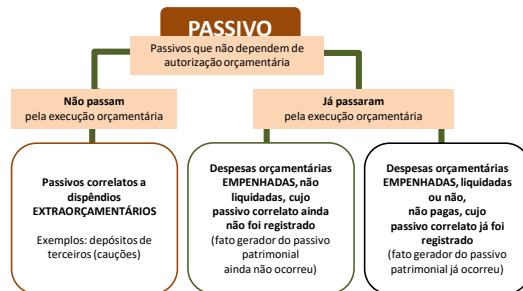 PASSIVO
Passivos que não dependem de
autorização orçamentária
Não passam
pela execução orçamentária
Já passaram
pela execução orçamentária
Passivos correlatos a
dispêndios
EXTRAORÇAMENTÁRIOS
Exemplos: depósitos de
terceiros (cauções)
Despesas orçamentárias
EMPENHADAS, não
liquidadas, cujo
passivo correlato ainda
não foi registrado
(fato gerador do passivo
patrimonial
ainda não ocorreu)
Despesas orçamentárias
EMPENHADAS, liquidadas
ou não,
não pagas, cujo
passivo correlato já foi
registrado
(fato gerador do passivo
patrimonial já ocorreu)